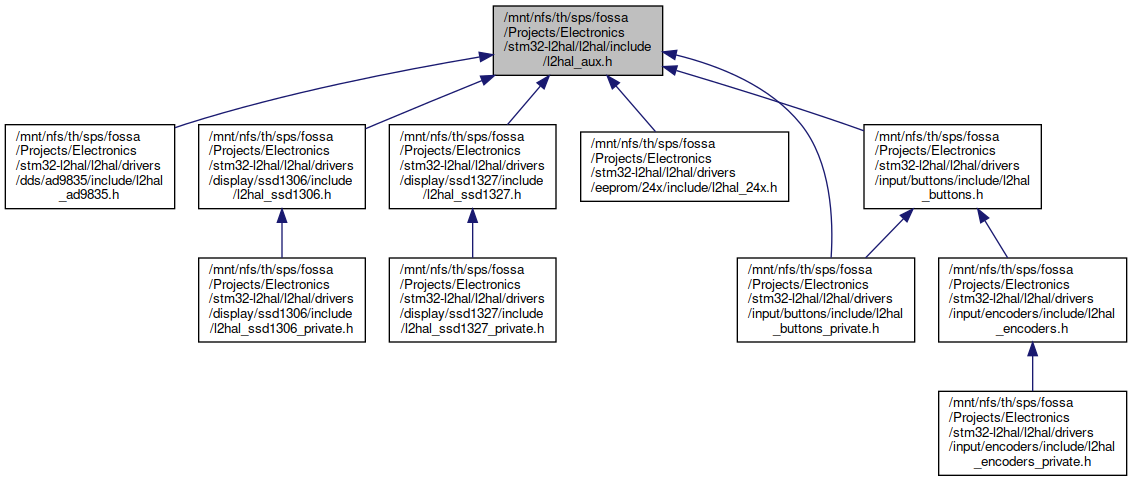 /mnt/nfs/th/sps/fossa
/Projects/Electronics
/stm32-l2hal/l2hal/include
/l2hal_aux.h
/mnt/nfs/th/sps/fossa
/Projects/Electronics
/stm32-l2hal/l2hal/drivers
/dds/ad9835/include/l2hal
_ad9835.h
/mnt/nfs/th/sps/fossa
/Projects/Electronics
/stm32-l2hal/l2hal/drivers
/display/ssd1306/include
/l2hal_ssd1306.h
/mnt/nfs/th/sps/fossa
/Projects/Electronics
/stm32-l2hal/l2hal/drivers
/display/ssd1327/include
/l2hal_ssd1327.h
/mnt/nfs/th/sps/fossa
/Projects/Electronics
/stm32-l2hal/l2hal/drivers
/eeprom/24x/include/l2hal_24x.h
/mnt/nfs/th/sps/fossa
/Projects/Electronics
/stm32-l2hal/l2hal/drivers
/input/buttons/include/l2hal
_buttons.h
/mnt/nfs/th/sps/fossa
/Projects/Electronics
/stm32-l2hal/l2hal/drivers
/display/ssd1306/include
/l2hal_ssd1306_private.h
/mnt/nfs/th/sps/fossa
/Projects/Electronics
/stm32-l2hal/l2hal/drivers
/display/ssd1327/include
/l2hal_ssd1327_private.h
/mnt/nfs/th/sps/fossa
/Projects/Electronics
/stm32-l2hal/l2hal/drivers
/input/buttons/include/l2hal
_buttons_private.h
/mnt/nfs/th/sps/fossa
/Projects/Electronics
/stm32-l2hal/l2hal/drivers
/input/encoders/include/l2hal
_encoders.h
/mnt/nfs/th/sps/fossa
/Projects/Electronics
/stm32-l2hal/l2hal/drivers
/input/encoders/include/l2hal
_encoders_private.h